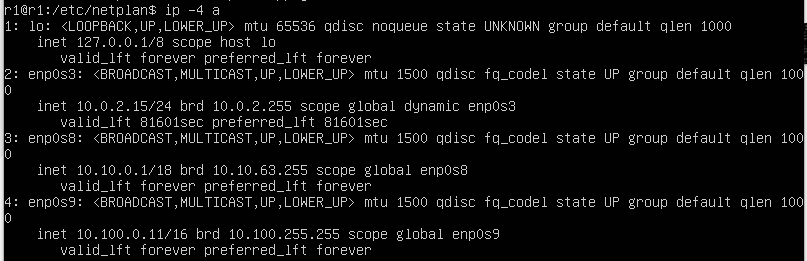 r1@r1:/etc/netplan$ ip -4 a
1: lo: <LOOPBACK,UP,LOWER_UP> mtu 65536 qdisc noqueue state UNKNOWN group default qlen 1000
    inet 127.0.0.1/8 scope host lo
       valid_lft forever preferred_lft forever
2: enp0s3: <BROADCAST,MULTICAST,UP,LOWER_UP> mtu 1500 qdisc fq_codel state UP group default qlen 100
0
    inet 10.0.2.15/24 brd 10.0.2.255 scope global dynamic enp0s3
       valid_lft 81601sec preferred_lft 81601sec
3: enp0s8: <BROADCAST,MULTICAST,UP,LOWER_UP> mtu 1500 qdisc fq_codel state UP group default qlen 100
0
    inet 10.10.0.1/18 brd 10.10.63.255 scope global enp0s8
       valid_lft forever preferred_lft forever
4: enp0s9: <BROADCAST,MULTICAST,UP,LOWER_UP> mtu 1500 qdisc fq_codel state UP group default qlen 100
0
    inet 10.100.0.11/16 brd 10.100.255.255 scope global enp0s9
       valid_lft forever preferred_lft forever